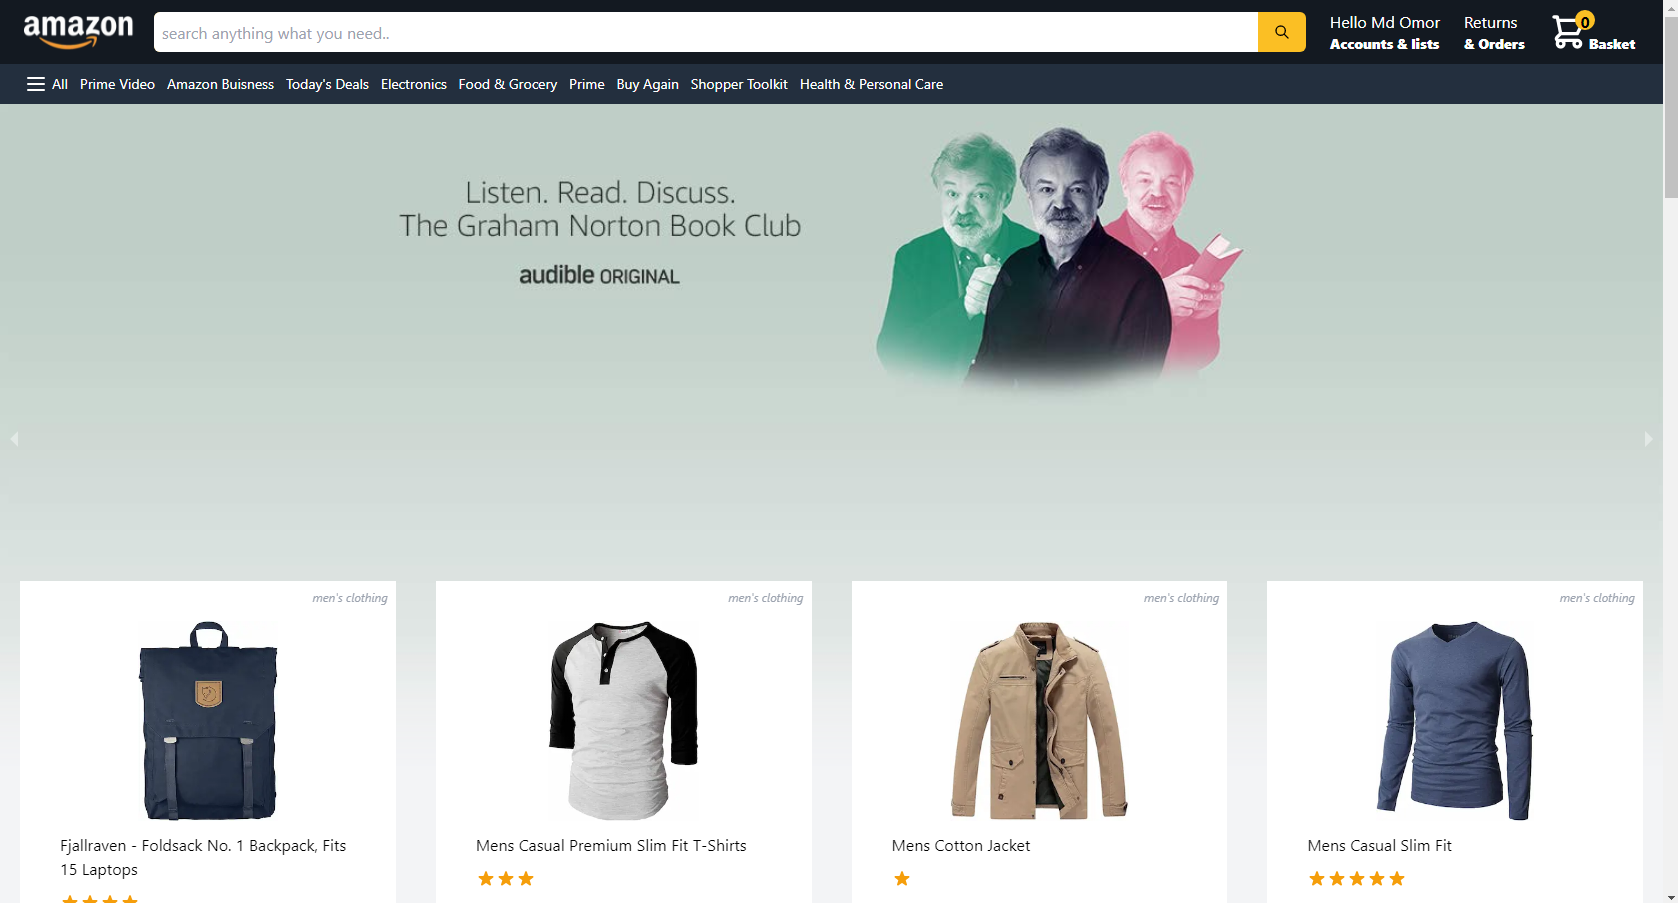 amazon
search anything what you need..
Hello Md Omor
Accounts & lists
Returns
& Orders
0
Basket
All Prime Video Amazon Buisness Today's Deals Electronics Food & Grocery Prime Buy Again Shopper Toolkit Health & Personal Care
Listen. Read. Discuss.
The Graham Norton Book Club
audible ORIGINAL
men's clothing
Fjallraven - Foldsack No. 1 Backpack, Fits
15 Laptops
men's clothing
Mens Casual Premium Slim Fit T-Shirts
men's clothing
Mens Cotton Jacket
men's clothing
Mens Casual Slim Fit